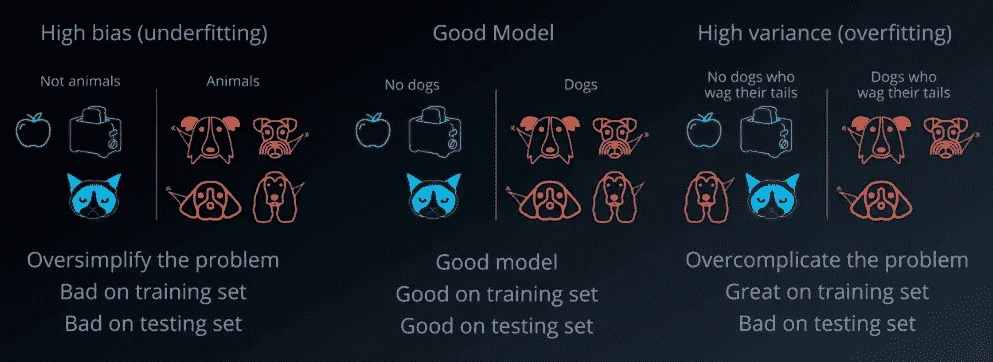 High bias (underfitting)
Not animals
Animals
Oversimplify the problem
Bad on training set
Bad on testing set
Good Model
No dogs
Dogs
Good model
Good on training set
Good on testing set
High variance (overfitting)
No dogs who
wag their tails
Dogs who
wag their tails
Overcomplicate the problem
Great on training set
Bad on testing set